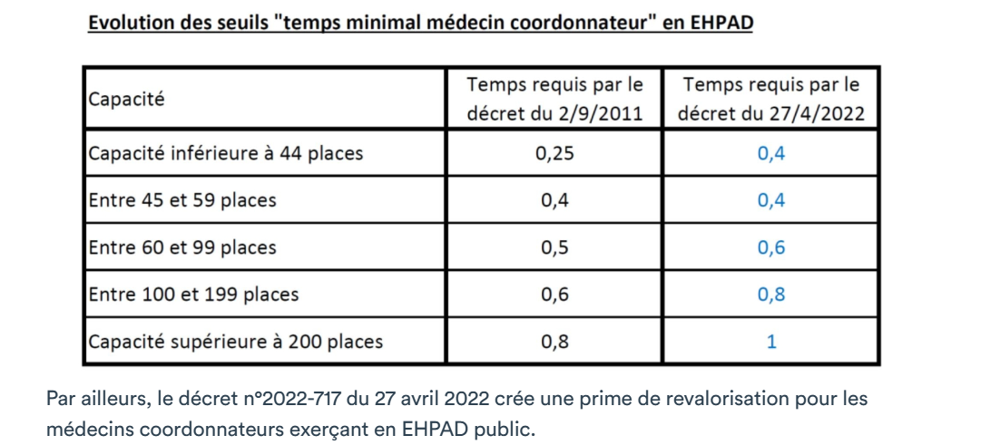 Evolution des seuils "temps minimal médecin coordonnateur" en EHPAD
Capacité
Temps requis par le
décret du 2/9/2011
Temps requis par le
décret du 27/4/2022
Capacité inférieure à 44 places 0,25 0,4
Entre 45 et 59 places 0,4 0,4
Entre 60 et 99 places 0,5 0,6
Entre 100 et 199 places 0,6 0,8
Capacité supérieure à 200 places 0,8 1
Par ailleurs, le décret n°2022-717 du 27 avril 2022 crée une prime de revalorisation pour les
médecins coordonnateurs exerçant en EHPAD public.